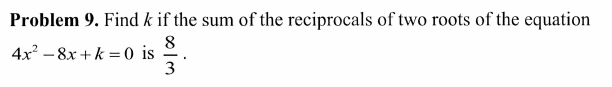 Problem 9. Find k if the sum of the reciprocals of two roots of the equation
4x² – 8x + k = 0 is 8/3.